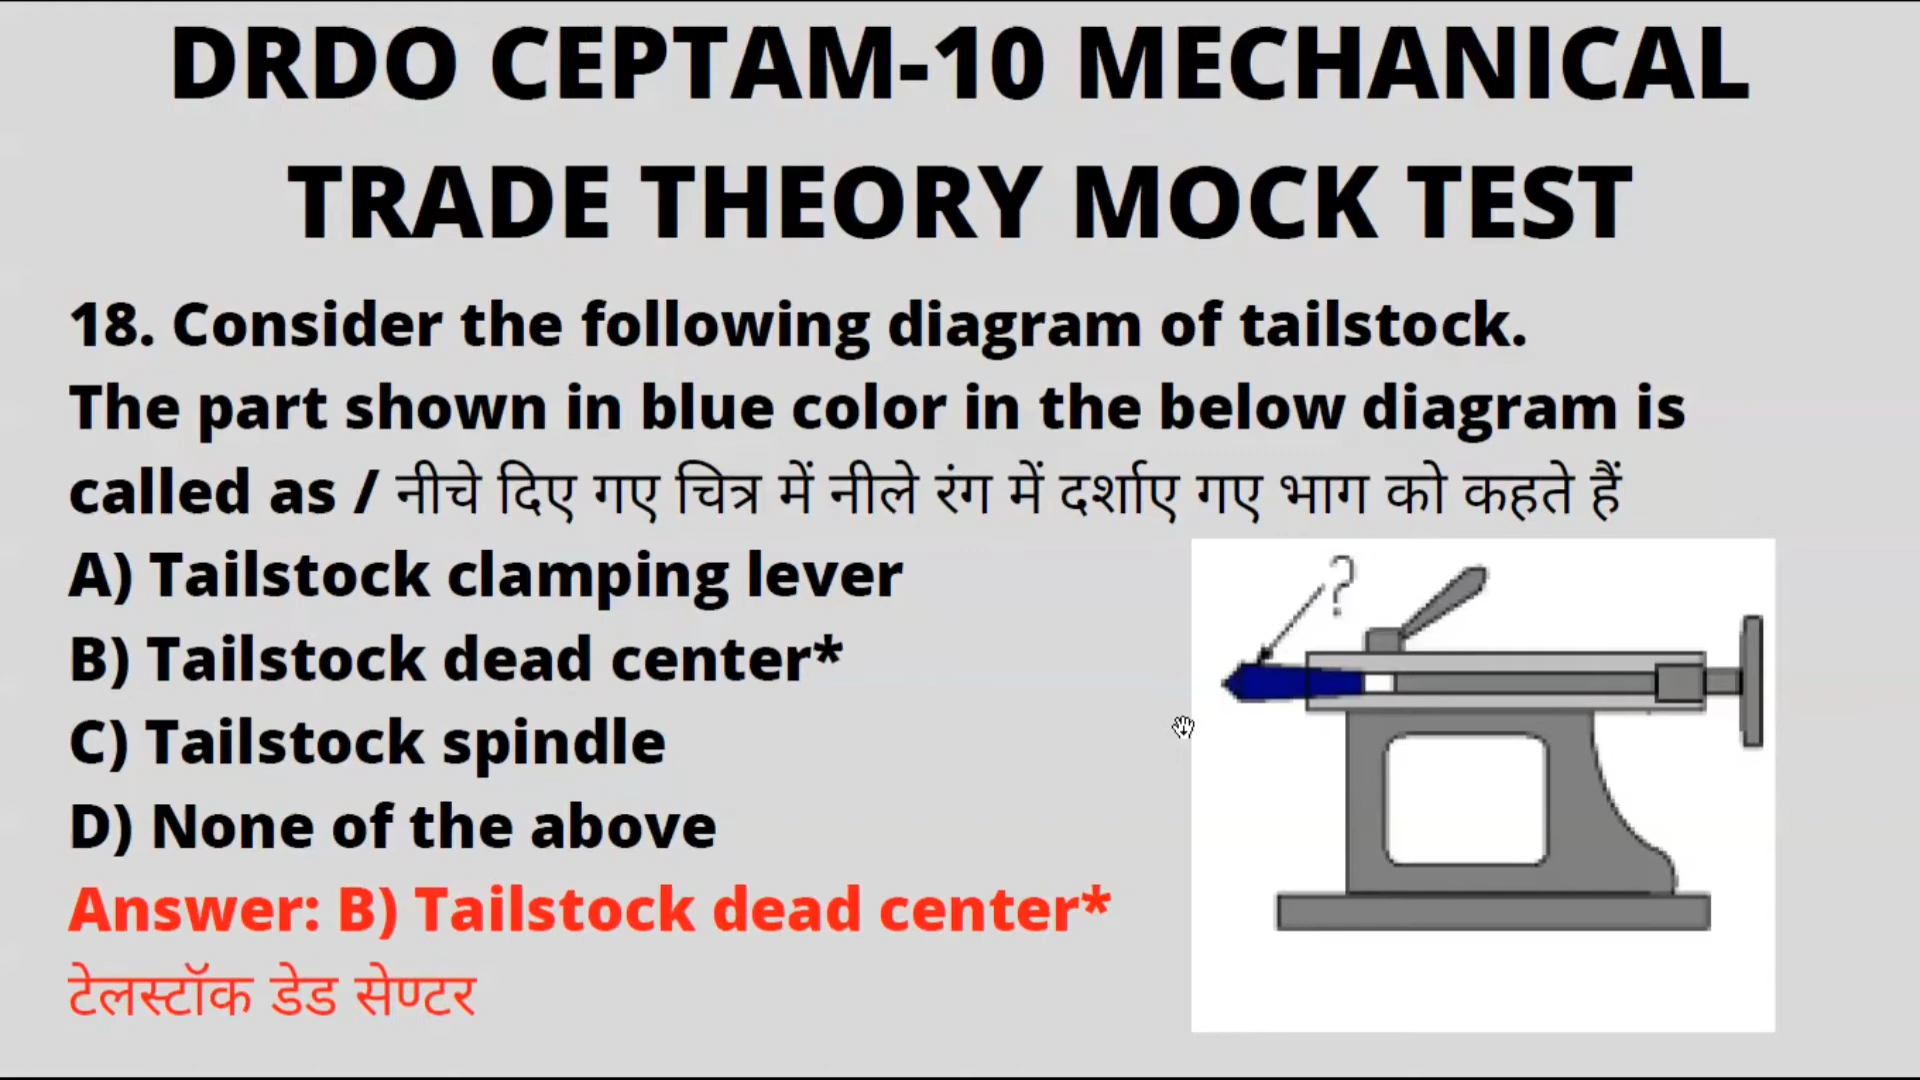 DRDO CEPTAM-10 MECHANICAL
TRADE THEORY MOCK TEST
18. Consider the following diagram of tailstock.
The part shown in blue color in the below diagram is
called as / नीचे दिए गए चित्र में नीले रंग में दर्शाए गए भाग को कहते हैं
A) Tailstock clamping lever
B) Tailstock dead center*
C) Tailstock spindle
D) None of the above
Answer: B) Tailstock dead center*
टेलस्टॉक डेड सेण्टर
?